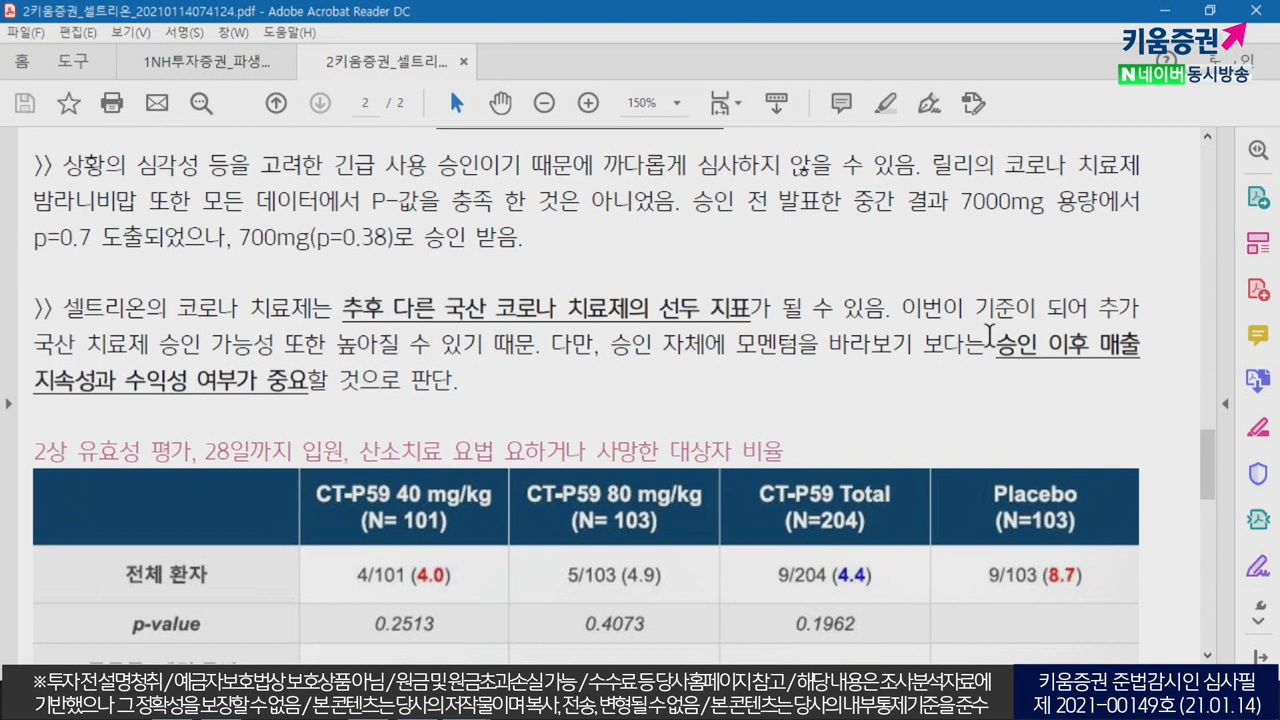 2키움증권_셀트리온_20210114074124.pdf - Adobe Acrobat Reader DC
파일(F) 편집(E) 보기(V) 서명(S) 창(W) 도움말(H)
키움증권
N 네이버 동시방송
홈 도구 1NH투자증권_파생... 2키움증권_셀트리... ×
2 / 2 150%
>> 상황의 심각성 등을 고려한 긴급 사용 승인이기 때문에 까다롭게 심사하지 않을 수 있음. 릴리의 코로나 치료제
밤라니비맙 또한 모든 데이터에서 P-값을 충족 한 것은 아니었음. 승인 전 발표한 중간 결과 7000mg 용량에서
p=0.7 도출되었으나, 700mg(p=0.38)로 승인 받음.
>> 셀트리온의 코로나 치료제는 추후 다른 국산 코로나 치료제의 선두 지표가 될 수 있음. 이번이 기준이 되어 추가
국산 치료제 승인 가능성 또한 높아질 수 있기 때문. 다만, 승인 자체에 모멘텀을 바라보기 보다는 승인 이후 매출
지속성과 수익성 여부가 중요할 것으로 판단.
2상 유효성 평가, 28일까지 입원, 산소치료 요법 요하거나 사망한 대상자 비율
CT-P59 40 mg/kg CT-P59 80 mg/kg CT-P59 Total Placebo
(N= 101) (N= 103) (N=204) (N=103)
전체 환자 4/101 (4.0) 5/103 (4.9) 9/204 (4.4) 9/103 (8.7)
p-value 0.2513 0.4073 0.1962
※ 투자 전 설명청취 / 예금자보호법상 보호상품 아님 / 원금 및 원금초과손실 가능 / 수수료 등 당사홈페이지 참고 / 해당 내용은 조사분석자료에
기반했으나 그 정확성을 보장할 수 없음 / 본 콘텐츠는 당사의 저작물이며 복사, 전송, 변형될 수 없음 / 본 콘텐츠는 당사의 내부통제기준을 준수
키움증권 준법감시인 심사필
제 2021-00149호 (21.01.14)